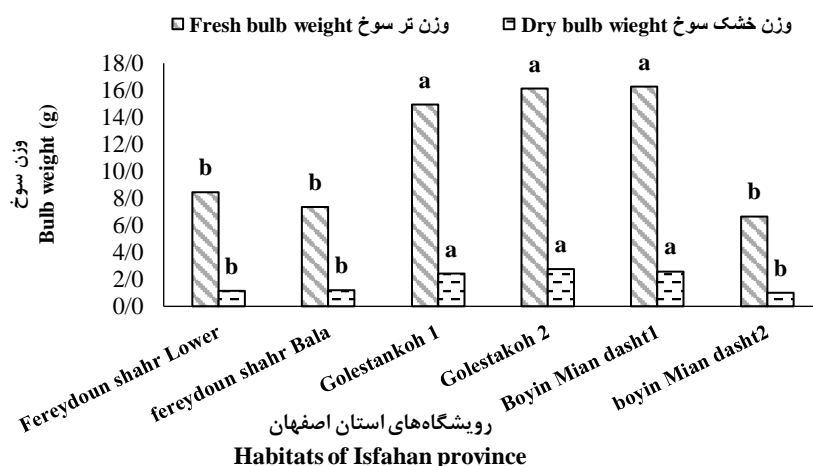 Fresh bulb weight وزن تر سوخ Dry bulb wieght وزن خشک سوخ
18/0
16/0
14/0
12/0
10/0
8/0
6/0
4/0
2/0
0/0
وزن سوخ
Bulb weight (g)
b
b
a
a
a
b
b
b
a
a
a
b
Fereydoun shahr Lower
fereydoun shahr Bala
Golestankoh 1
Golestakoh 2
Boyin Mian dasht1
boyin Mian dasht2
رویشگاه‌های استان اصفهان
Habitats of Isfahan province